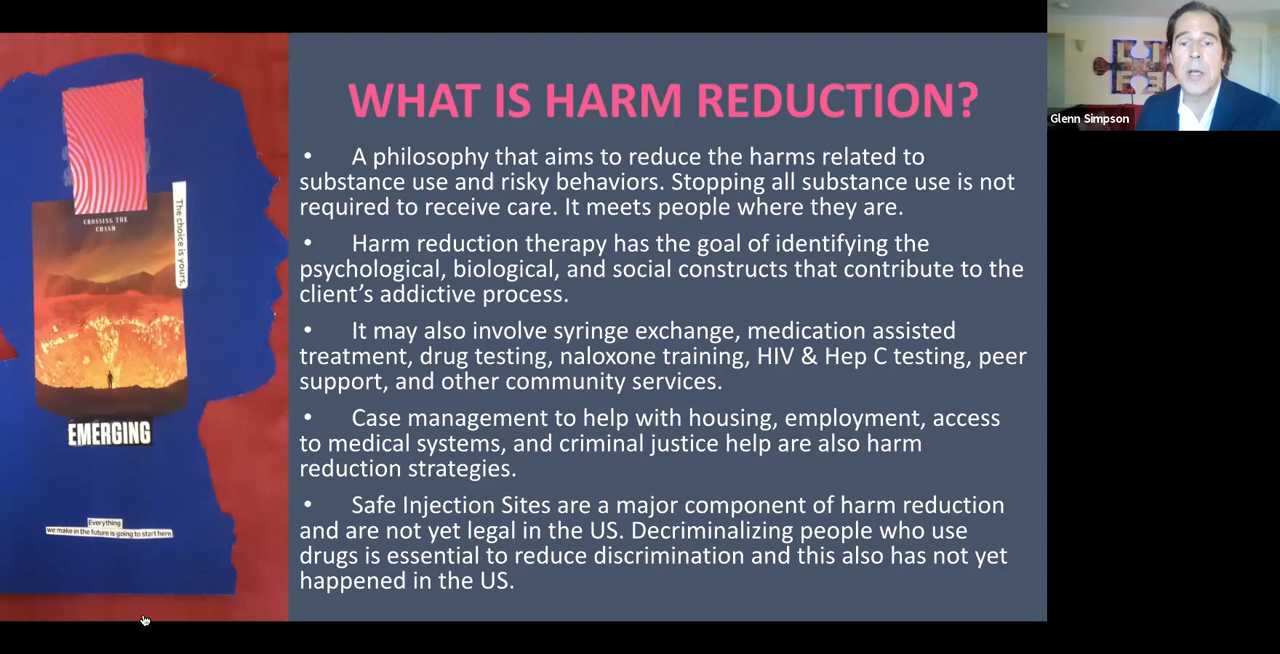 WHAT IS HARM REDUCTION?
• A philosophy that aims to reduce the harms related to
substance use and risky behaviors. Stopping all substance use is not
required to receive care. It meets people where they are.
• Harm reduction therapy has the goal of identifying the
psychological, biological, and social constructs that contribute to the
client’s addictive process.
• It may also involve syringe exchange, medication assisted
treatment, drug testing, naloxone training, HIV & Hep C testing, peer
support, and other community services.
• Case management to help with housing, employment, access
to medical systems, and criminal justice help are also harm
reduction strategies.
• Safe Injection Sites are a major component of harm reduction
and are not yet legal in the US. Decriminalizing people who use
drugs is essential to reduce discrimination and this also has not yet
happened in the US.
CROSSING THE
CHASM
The choice is yours.
EMERGING
Everything
we make in the future is going to start here.
Glenn Simpson